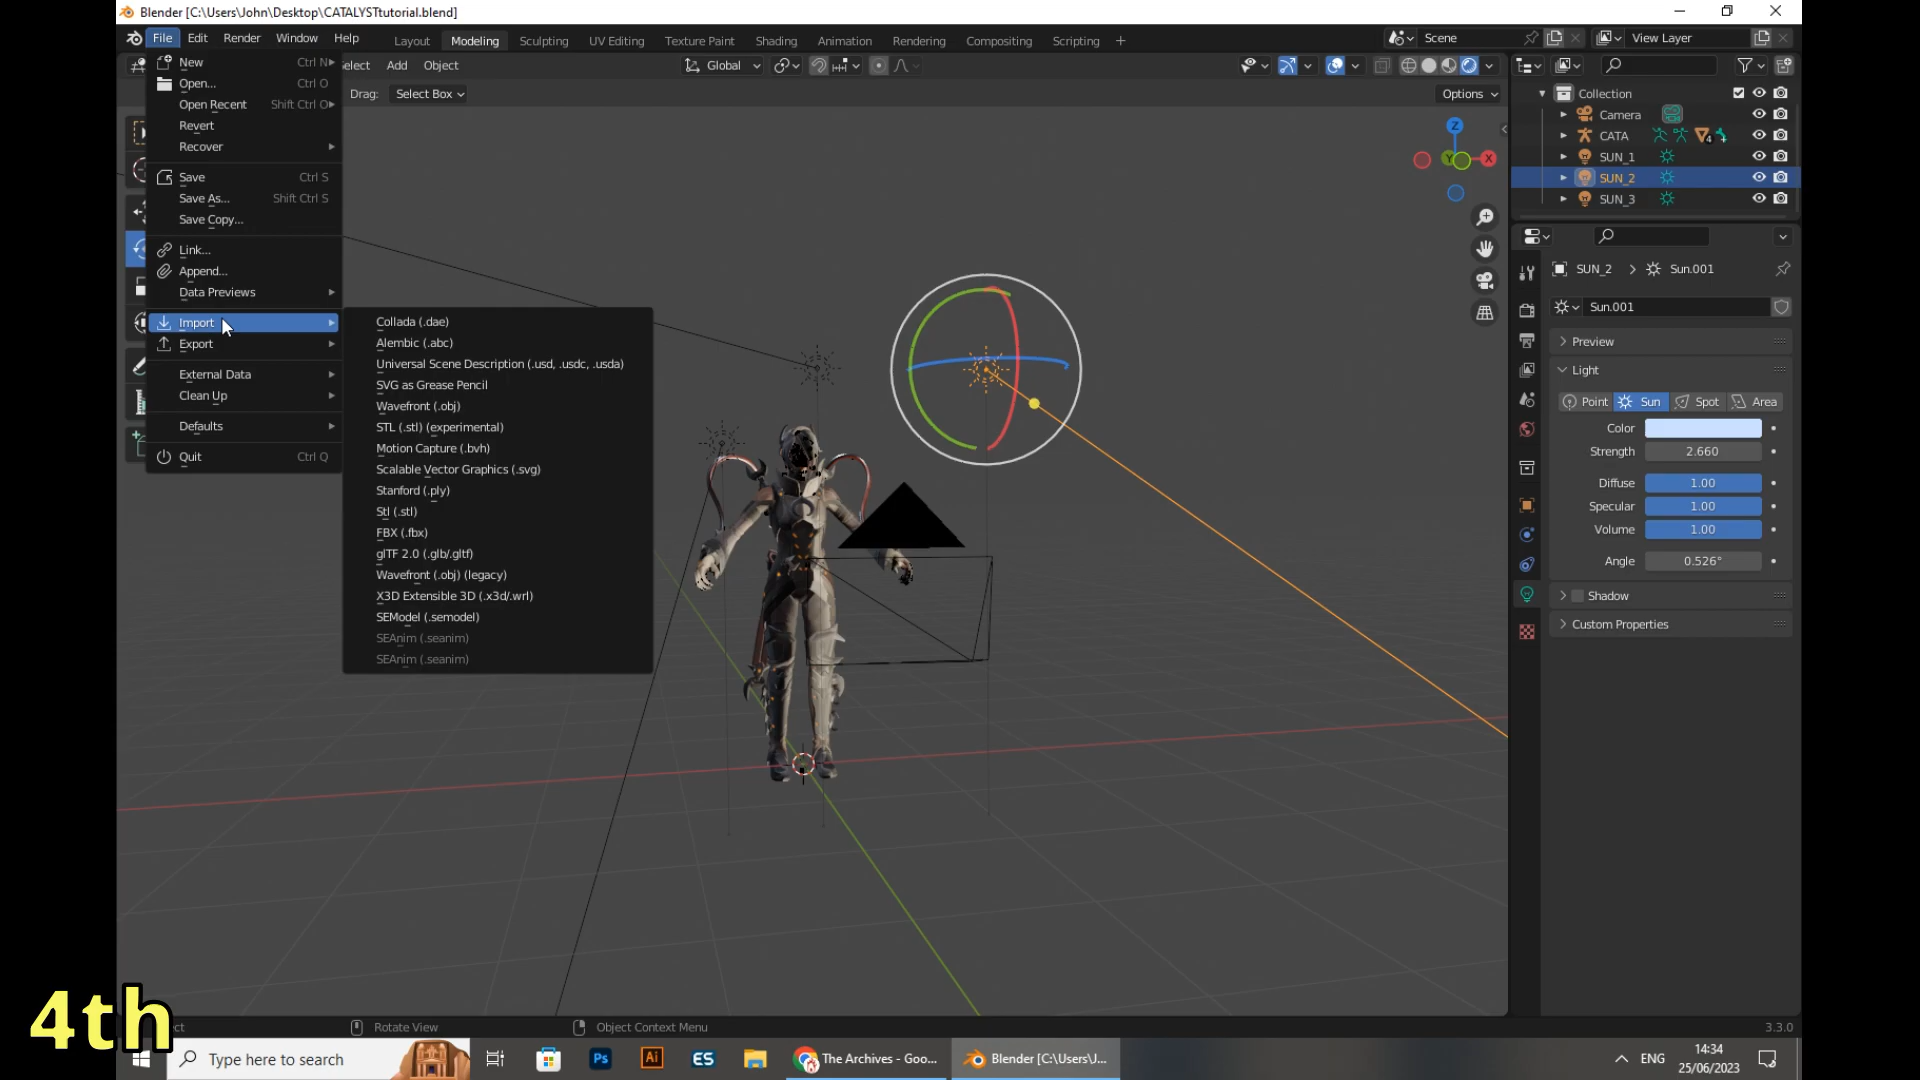 Blender [C:\Users\John\Desktop\CATALYSTtutorial.blend]
File Edit Render Window Help Layout Modeling Sculpting UV Editing Texture Paint Shading Animation Rendering Compositing Scripting + Scene View Layer
New Ctrl N
elect Add Object Global
Open... Ctrl O
Drag: Select Box Options
Open Recent Shift Ctrl O
Revert
Recover
Save Ctrl S
Save As... Shift Ctrl S
Save Copy...
Link...
Append...
Data Previews
Import
Export
External Data
Clean Up
Defaults
Quit Ctrl Q
Collada (.dae)
Alembic (.abc)
Universal Scene Description (.usd, .usdc, .usda)
SVG as Grease Pencil
Wavefront (.obj)
STL (.stl) (experimental)
Motion Capture (.bvh)
Scalable Vector Graphics (.svg)
Stanford (.ply)
Stl (.stl)
FBX (.fbx)
glTF 2.0 (.glb/.gltf)
Wavefront (.obj) (legacy)
X3D Extensible 3D (.x3d/.wrl)
SEModel (.semodel)
SEAnim (.seanim)
SEAnim (.seanim)
Z
Y X
Collection
Camera
CATA 4
SUN_1
SUN_2
SUN_3
SUN_2 > Sun.001
Sun.001
Preview
Light
Point Sun Spot Area
Color
Strength 2.660
Diffuse 1.00
Specular 1.00
Volume 1.00
Angle 0.526°
Shadow
Custom Properties
4th
ect Rotate View Object Context Menu 3.3.0
Type here to search Ps Ai ES The Archives - Goo... Blender [C:\Users\J... ENG 14:34
25/06/2023